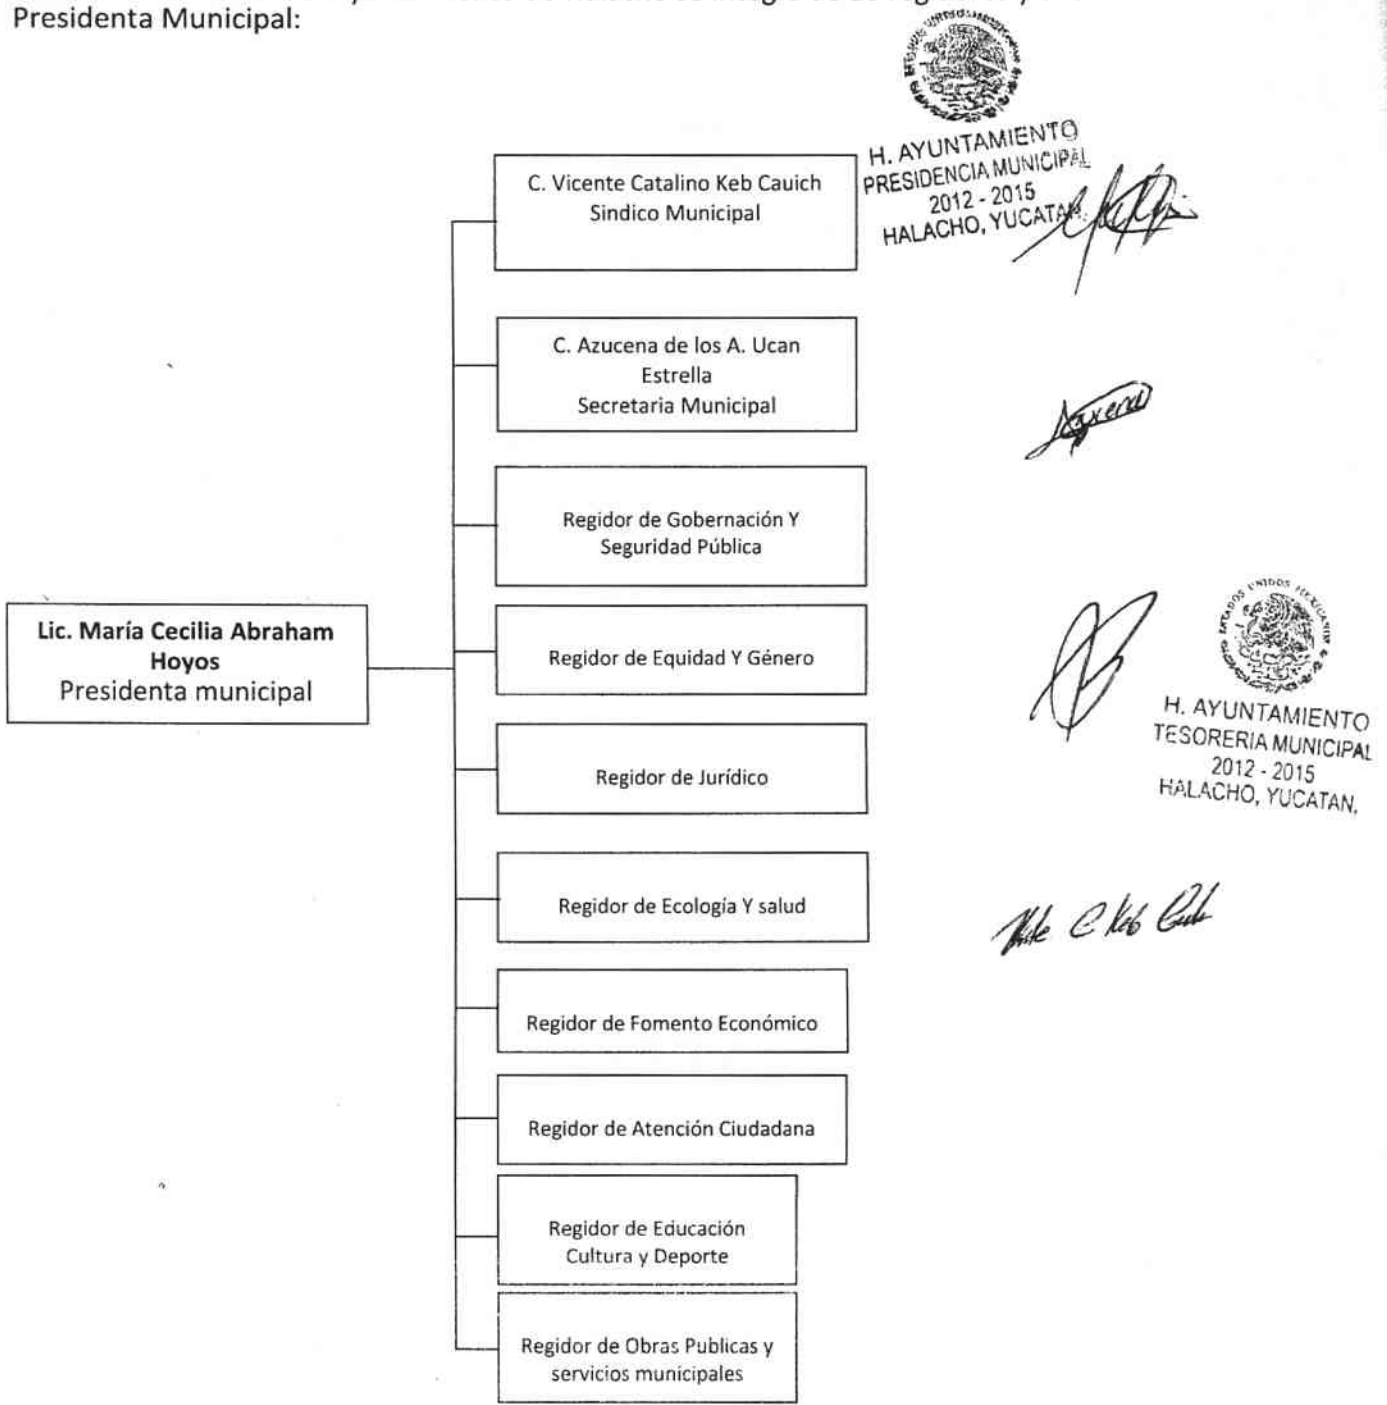 Presidenta Municipal:
H. AYUNTAMIENTO
PRESIDENCIA MUNICIPAL
2012 - 2015
HALACHO, YUCATAN.
C. Vicente Catalino Keb Cauich
Sindico Municipal
C. Azucena de los A. Ucan
Estrella
Secretaria Municipal
Regidor de Gobernación Y
Seguridad Pública
Lic. María Cecilia Abraham
Hoyos
Presidenta municipal
Regidor de Equidad Y Género
ESTADOS UNIDOS MEXICANOS
H. AYUNTAMIENTO
TESORERIA MUNICIPAL
2012 - 2015
HALACHO, YUCATAN.
Regidor de Jurídico
Regidor de Ecología Y salud
Regidor de Fomento Económico
Regidor de Atención Ciudadana
Regidor de Educación
Cultura y Deporte
Regidor de Obras Publicas y
servicios municipales